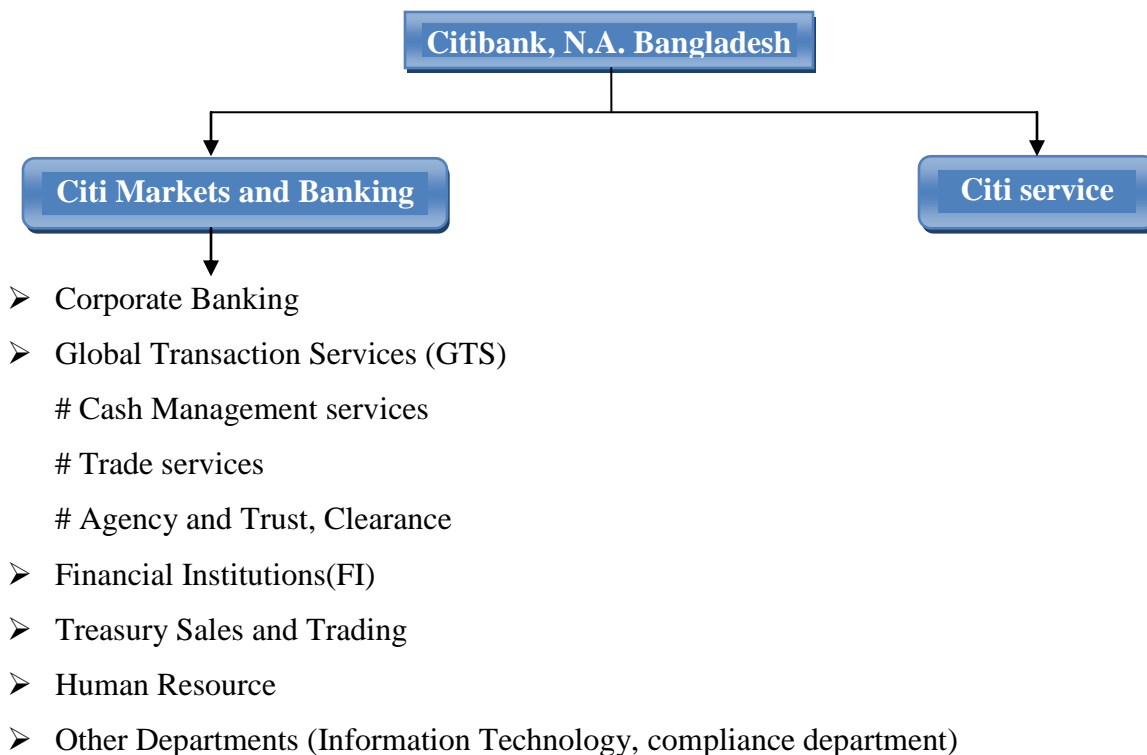 Citibank, N.A. Bangladesh
Citi Markets and Banking
Citi service
➢ Corporate Banking
➢ Global Transaction Services (GTS)
# Cash Management services
# Trade services
# Agency and Trust, Clearance
➢ Financial Institutions(FI)
➢ Treasury Sales and Trading
➢ Human Resource
➢ Other Departments (Information Technology, compliance department)